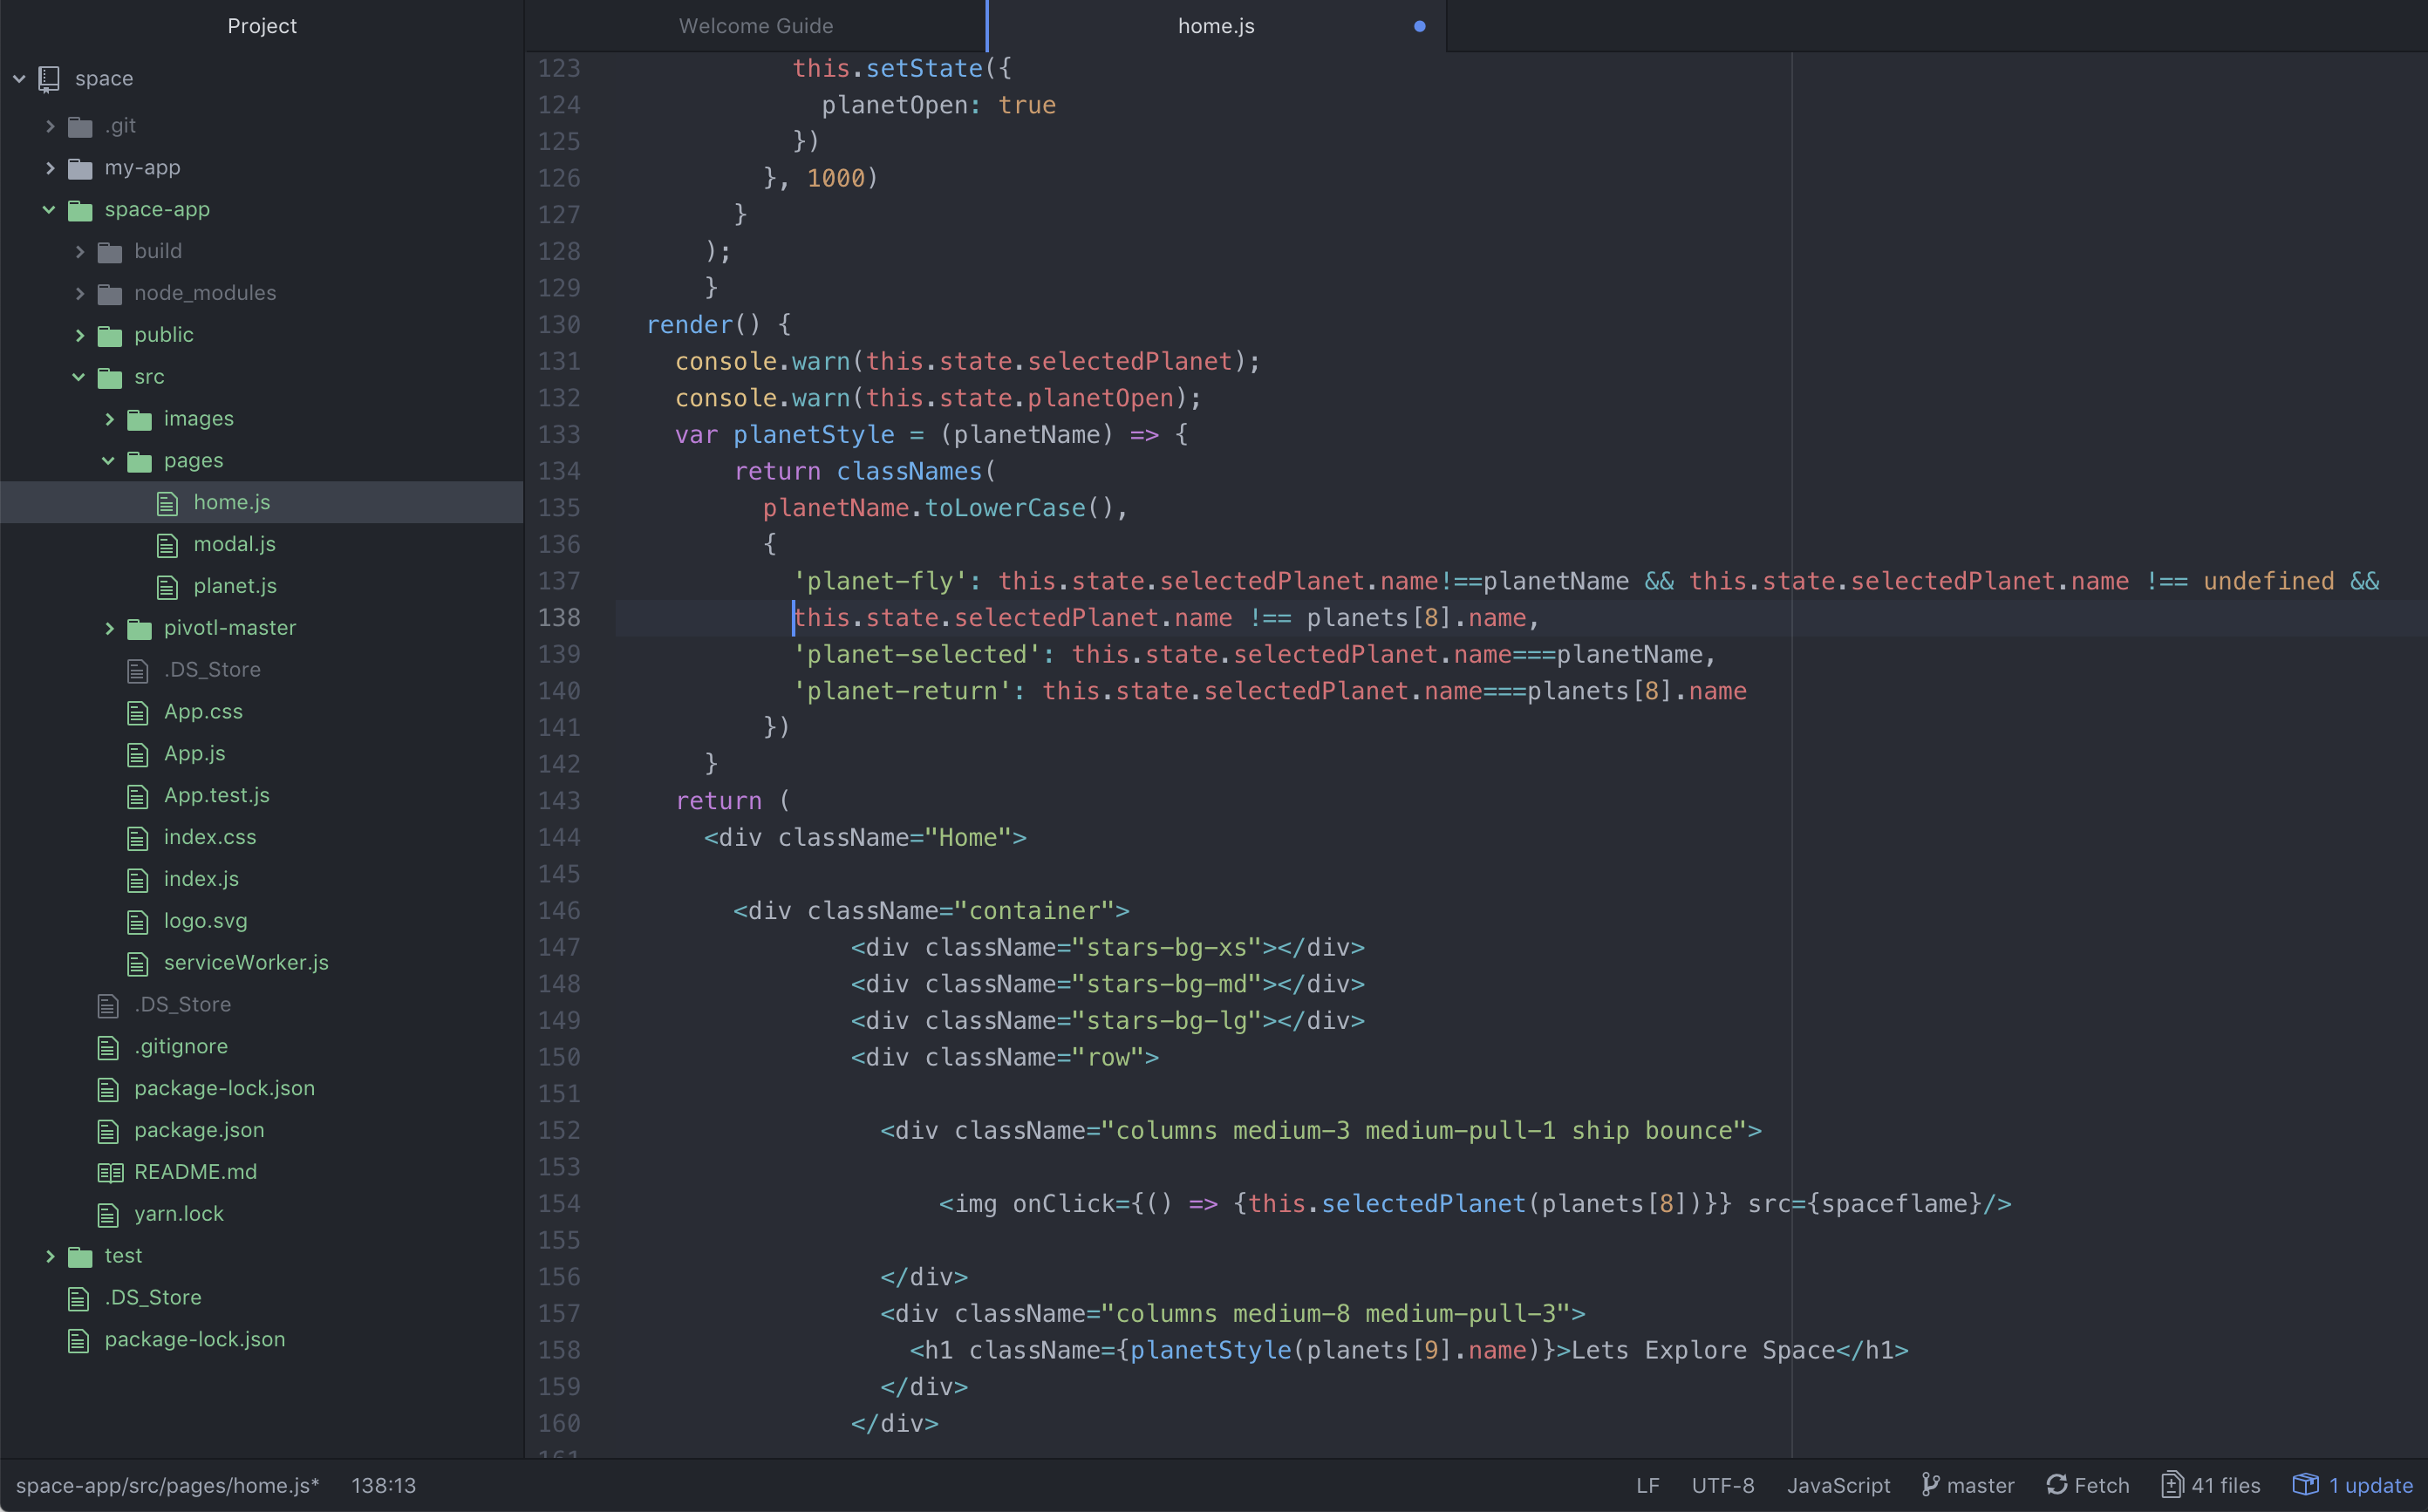 Project
space
.git
my-app
space-app
build
node_modules
public
src
images
pages
home.js
modal.js
planet.js
pivotl-master
.DS_Store
App.css
App.js
App.test.js
index.css
index.js
logo.svg
serviceWorker.js
.DS_Store
.gitignore
package-lock.json
package.json
README.md
yarn.lock
test
.DS_Store
package-lock.json
Welcome Guide
home.js
123 this.setState({
124 planetOpen: true
125 })
126 }, 1000)
127 }
128 );
129 }
130 render() {
131 console.warn(this.state.selectedPlanet);
132 console.warn(this.state.planetOpen);
133 var planetStyle = (planetName) => {
134 return classNames(
135 planetName.toLowerCase(),
136 {
137 'planet-fly': this.state.selectedPlanet.name!==planetName && this.state.selectedPlanet.name !== undefined &&
138 this.state.selectedPlanet.name !== planets[8].name,
139 'planet-selected': this.state.selectedPlanet.name===planetName,
140 'planet-return': this.state.selectedPlanet.name===planets[8].name
141 })
142 }
143 return (
144 <div className="Home">
145
146 <div className="container">
147 <div className="stars-bg-xs"></div>
148 <div className="stars-bg-md"></div>
149 <div className="stars-bg-lg"></div>
150 <div className="row">
151
152 <div className="columns medium-3 medium-pull-1 ship bounce">
153
154 <img onClick={() => {this.selectedPlanet(planets[8])}} src={spaceflame}/>
155
156 </div>
157 <div className="columns medium-8 medium-pull-3">
158 <h1 className={planetStyle(planets[9].name)}>Lets Explore Space</h1>
159 </div>
160 </div>
161
space-app/src/pages/home.js* 138:13 LF UTF-8 JavaScript master Fetch 41 files 1 update